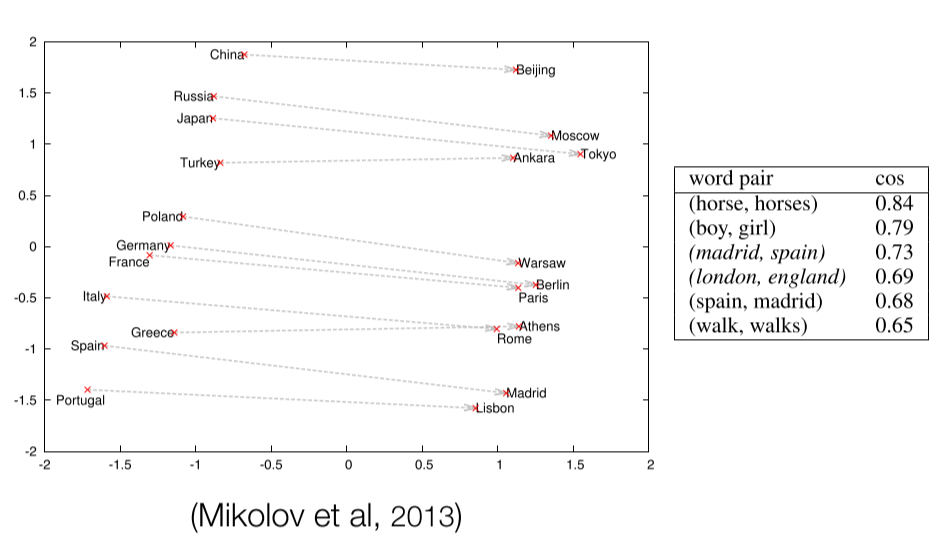 2
China
Beijing
1.5
Russia
Moscow
Japan
Tokyo
1
Turkey
Ankara
0.5
Poland
Warsaw
0
Germany
Berlin
France
Paris
-0.5
Italy
Rome
Greece
Athens
-1
Spain
Madrid
-1.5
Portugal
Lisbon
-2
-2 -1.5 -1 -0.5 0 0.5 1 1.5 2
word pair cos
(horse, horses) 0.84
(boy, girl) 0.79
(madrid, spain) 0.73
(london, england) 0.69
(spain, madrid) 0.68
(walk, walks) 0.65
(Mikolov et al, 2013)